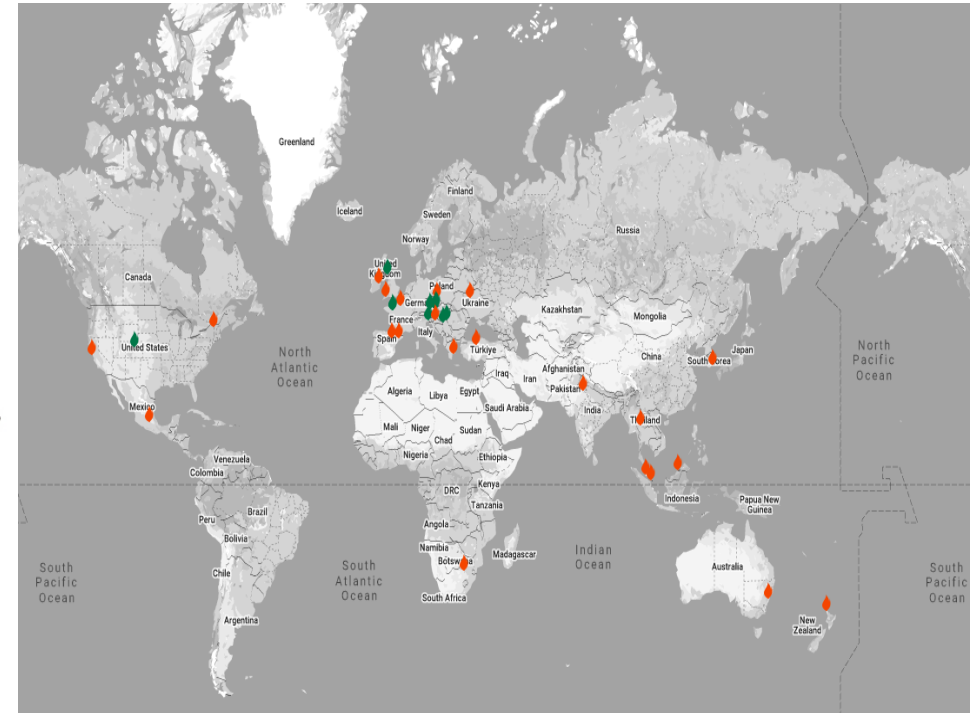 Greenland
Iceland
Finland
Sweden
Norway
Russia
Canada
United
Kingdom
Poland
Germany
Ukraine
France
Kazakhstan
Mongolia
Spain
Italy
Türkiye
United States
North
Atlantic
Ocean
China
South Korea
Japan
North
Pacific
Ocean
Afghanistan
Iraq
Iran
Pakistan
Algeria
Libya
Egypt
Saudi Arabia
India
Mexico
Mali
Niger
Chad
Sudan
Thailand
Nigeria
Ethiopia
Venezuela
Colombia
Kenya
DRC
Tanzania
Indonesia
Papua New
Guinea
Peru
Brazil
Angola
Bolivia
Namibia
Botswana
Madagascar
Indian
Ocean
South
Pacific
Ocean
Chile
South
Atlantic
Ocean
Australia
South
Pacific
Ocean
South Africa
Argentina
New
Zealand